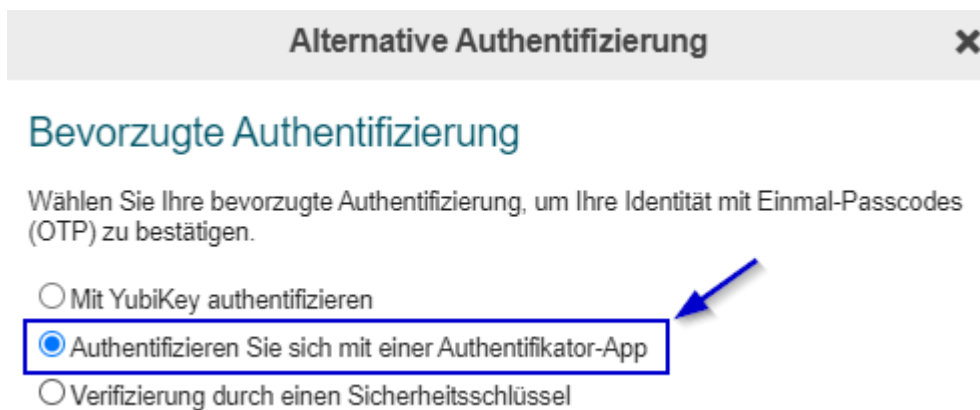 Alternative Authentifizierung
Bevorzugte Authentifizierung
Wählen Sie Ihre bevorzugte Authentifizierung, um Ihre Identität mit Einmal-Passcodes
(OTP) zu bestätigen.
Mit YubiKey authentifizieren
Authentifizieren Sie sich mit einer Authentifikator-App
Verifizierung durch einen Sicherheitsschlüssel